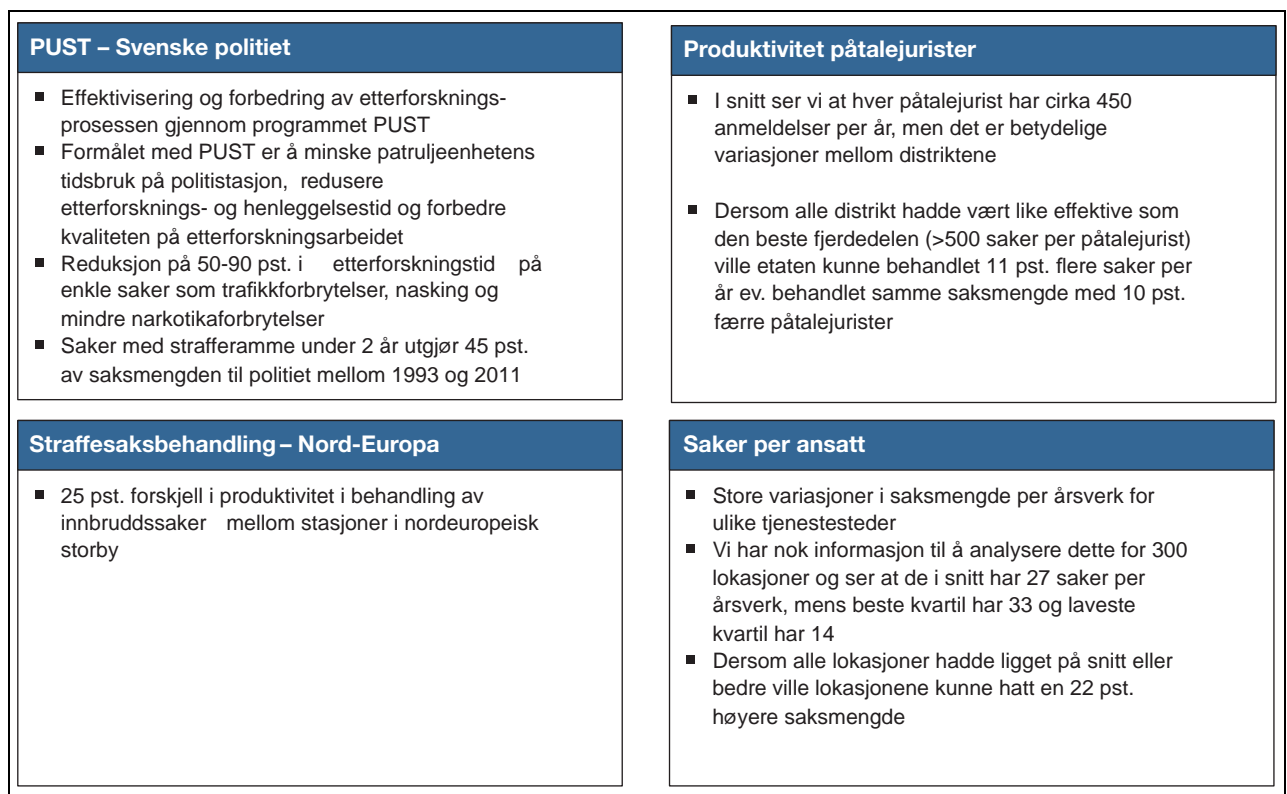 PUST – Svenske politiet
■ Effektivisering og forbedring av etterforsknings-
prosessen gjennom programmet PUST
■ Formålet med PUST er å minske patruljeenhetens
tidsbruk på politistasjon, redusere
etterforsknings- og henleggelsestid og forbedre
kvaliteten på etterforskningsarbeidet
■ Reduksjon på 50-90 pst. i etterforskningstid på
enkle saker som trafikkforbrytelser, nasking og
mindre narkotikaforbrytelser
■ Saker med strafferamme under 2 år utgjør 45 pst.
av saksmengden til politiet mellom 1993 og 2011
Produktivitet påtalejurister
■ I snitt ser vi at hver påtalejurist har cirka 450
anmeldelser per år, men det er betydelige
variasjoner mellom distriktene
■ Dersom alle distrikt hadde vært like effektive som
den beste fjerdedelen (>500 saker per påtalejurist)
ville etaten kunne behandlet 11 pst. flere saker per
år ev. behandlet samme saksmengde med 10 pst.
færre påtalejurister
Straffesaksbehandling – Nord-Europa
■ 25 pst. forskjell i produktivitet i behandling av
innbruddssaker mellom stasjoner i nordeuropeisk
storby
Saker per ansatt
■ Store variasjoner i saksmengde per årsverk for
ulike tjenestesteder
■ Vi har nok informasjon til å analysere dette for 300
lokasjoner og ser at de i snitt har 27 saker per
årsverk, mens beste kvartil har 33 og laveste
kvartil har 14
■ Dersom alle lokasjoner hadde ligget på snitt eller
bedre ville lokasjonene kunne hatt en 22 pst.
høyere saksmengde